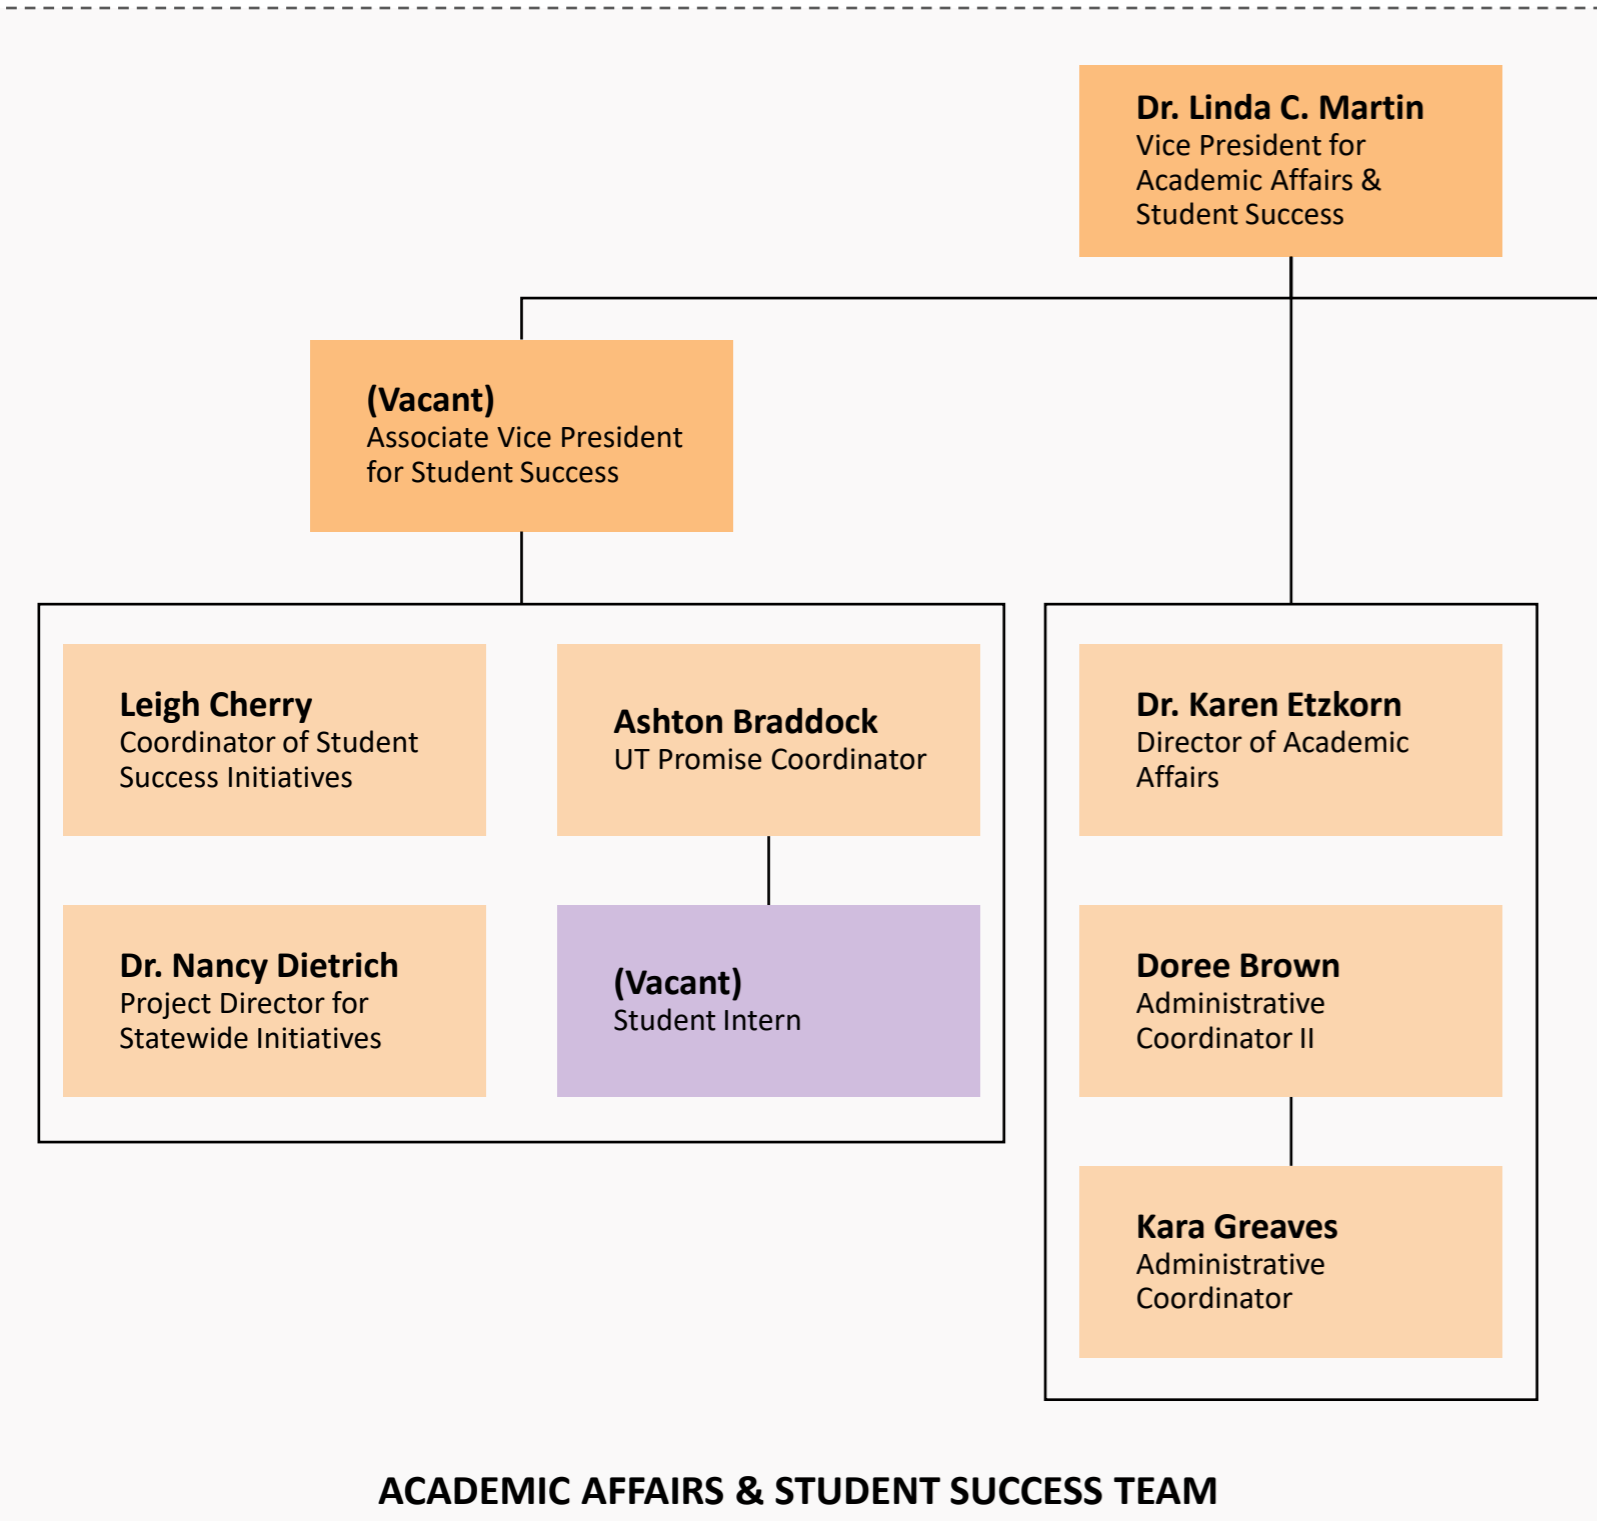 Dr. Linda C. Martin
Vice President for
Academic Affairs &
Student Success
(Vacant)
Associate Vice President
for Student Success
Leigh Cherry
Coordinator of Student
Success Initiatives
Ashton Braddock
UT Promise Coordinator
Dr. Nancy Dietrich
Project Director for
Statewide Initiatives
(Vacant)
Student Intern
Dr. Karen Etzkorn
Director of Academic
Affairs
Doree Brown
Administrative
Coordinator II
Kara Greaves
Administrative
Coordinator
ACADEMIC AFFAIRS & STUDENT SUCCESS TEAM